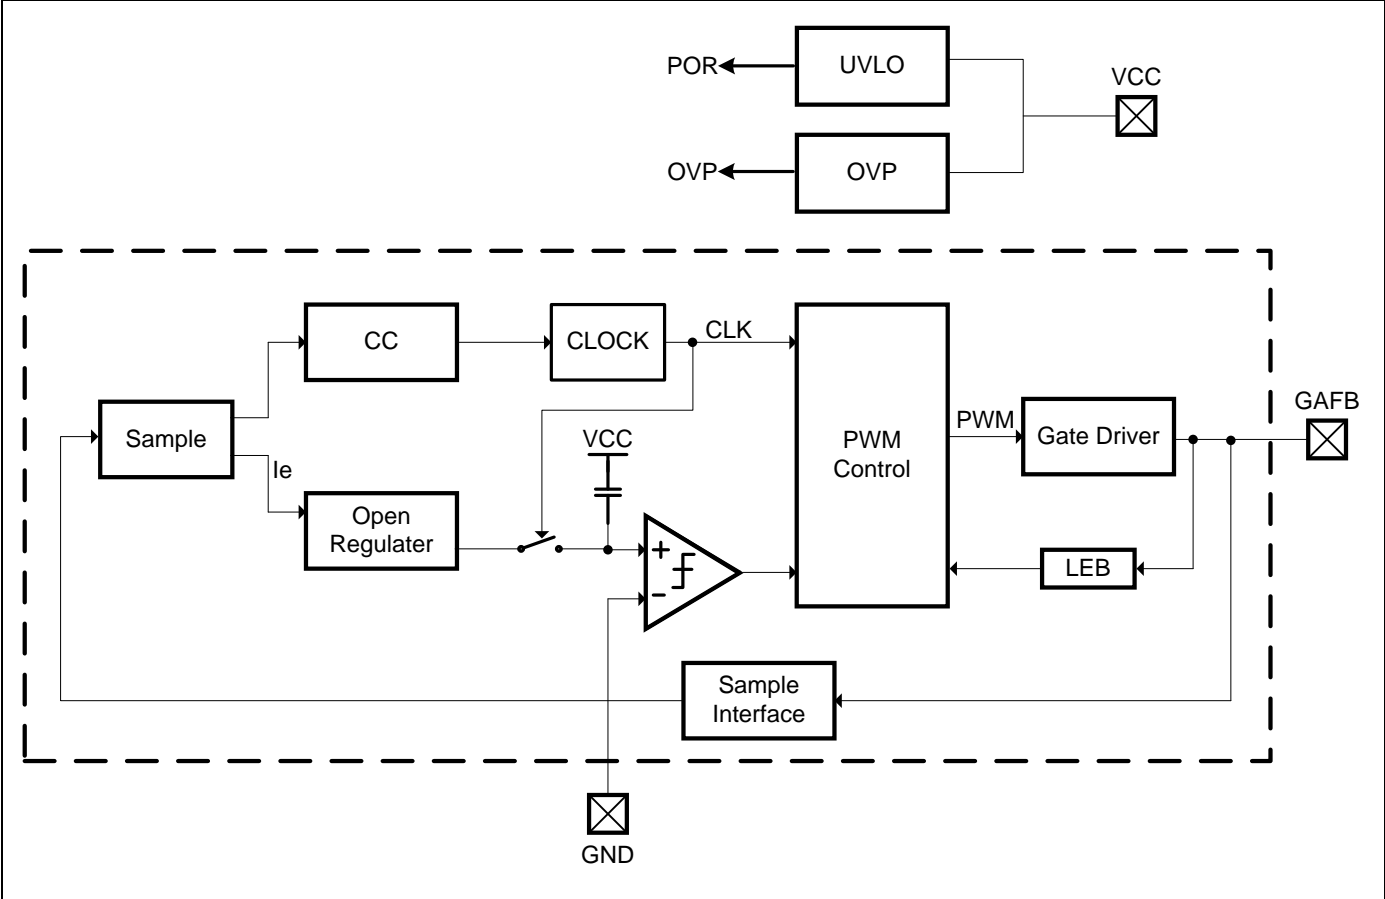 POR
UVLO
VCC
OVP
OVP
CC
CLOCK
CLK
Sample
Ie
VCC
PWM
Control
PWM
Gate Driver
GAFB
Open
Regulater
+
-
LEB
Sample
Interface
GND